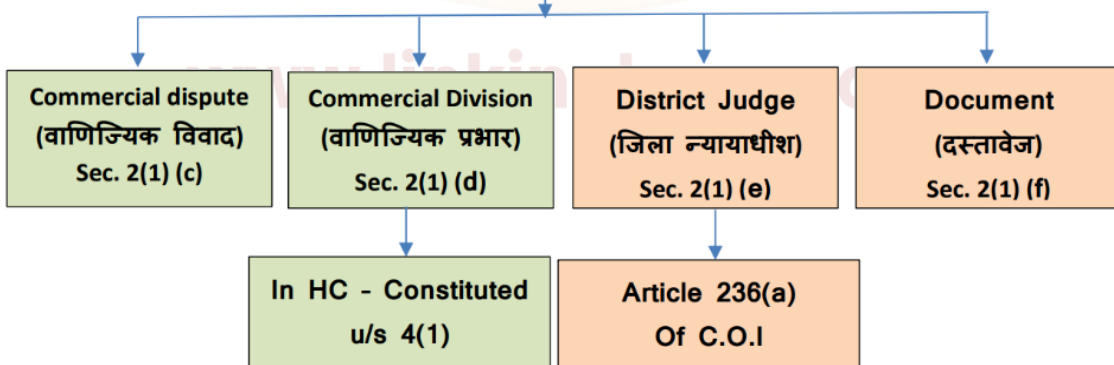 Commercial dispute
(वाणिज्यिक विवाद)
Sec. 2(1) (c)
Commercial Division
(वाणिज्यिक प्रभार)
Sec. 2(1) (d)
District Judge
(जिला न्यायाधीश)
Sec. 2(1) (e)
Document
(दस्तावेज)
Sec. 2(1) (f)
In HC - Constituted
u/s 4(1)
Article 236(a)
Of C.O.I